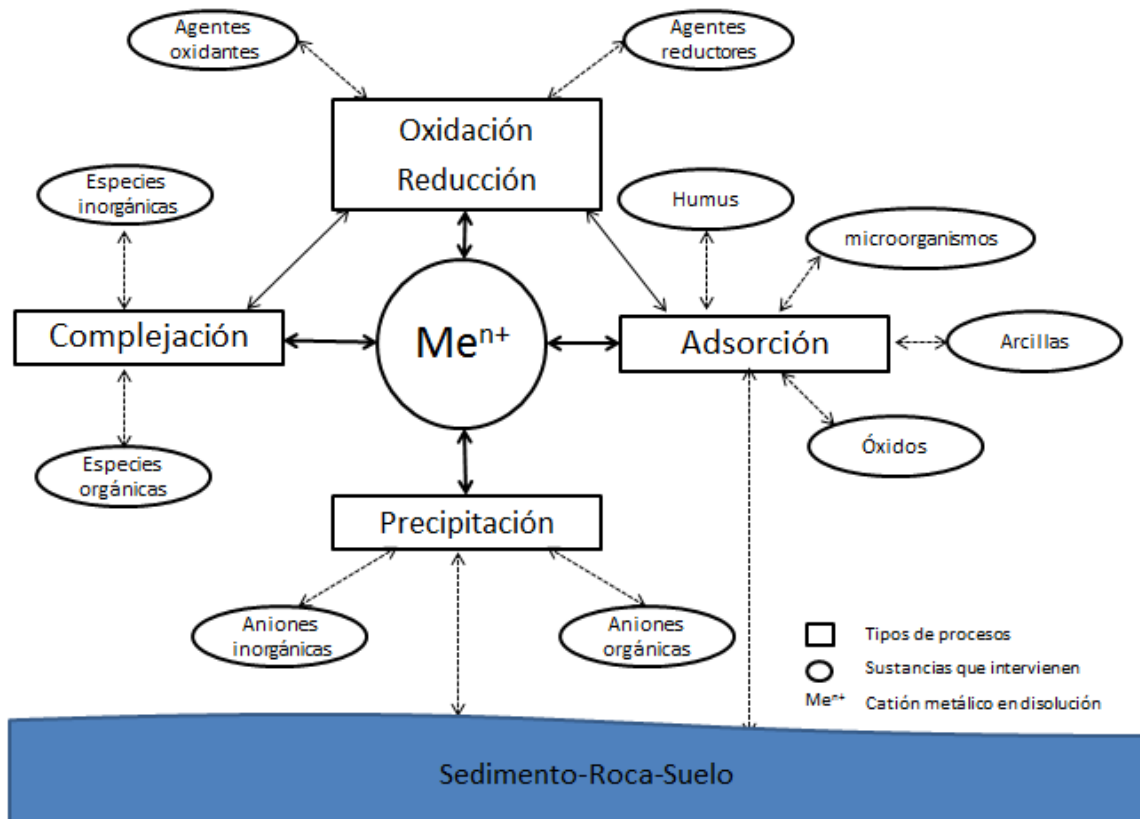 Agentes
oxidantes
Agentes
reductores
Oxidación
Reducción
Especies
inorgánicas
Humus
microorganismos
Complejación
Meⁿ⁺
Adsorción
Arcillas
Especies
orgánicas
Óxidos
Precipitación
Aniones
inorgánicas
Aniones
orgánicas
Tipos de procesos
Sustancias que intervienen
Meⁿ⁺ Catión metálico en disolución
Sedimento-Roca-Suelo